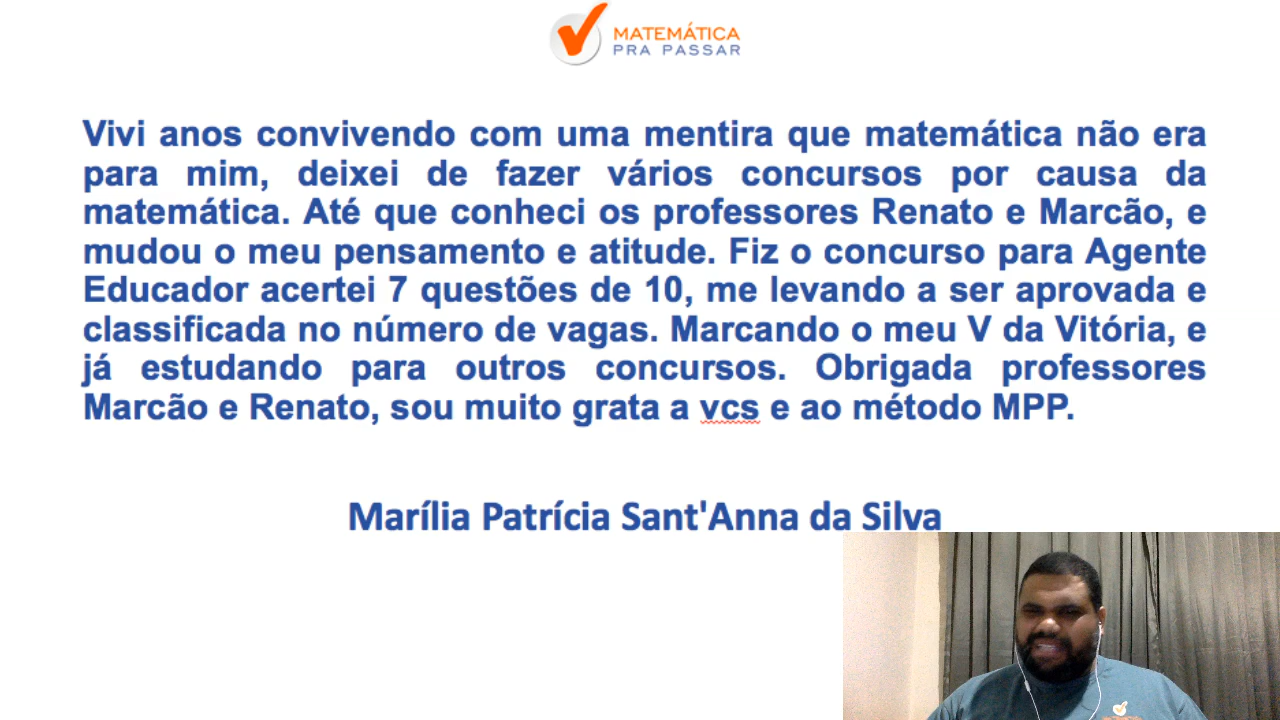 MATEMÁTICA
PRA PASSAR
Vivi anos convivendo com uma mentira que matemática não era
para mim, deixei de fazer vários concursos por causa da
matemática. Até que conheci os professores Renato e Marcão, e
mudou o meu pensamento e atitude. Fiz o concurso para Agente
Educador acertei 7 questões de 10, me levando a ser aprovada e
classificada no número de vagas. Marcando o meu V da Vitória, e
já estudando para outros concursos. Obrigada professores
Marcão e Renato, sou muito grata a vcs e ao método MPP.
Marília Patrícia Sant'Anna da Silva